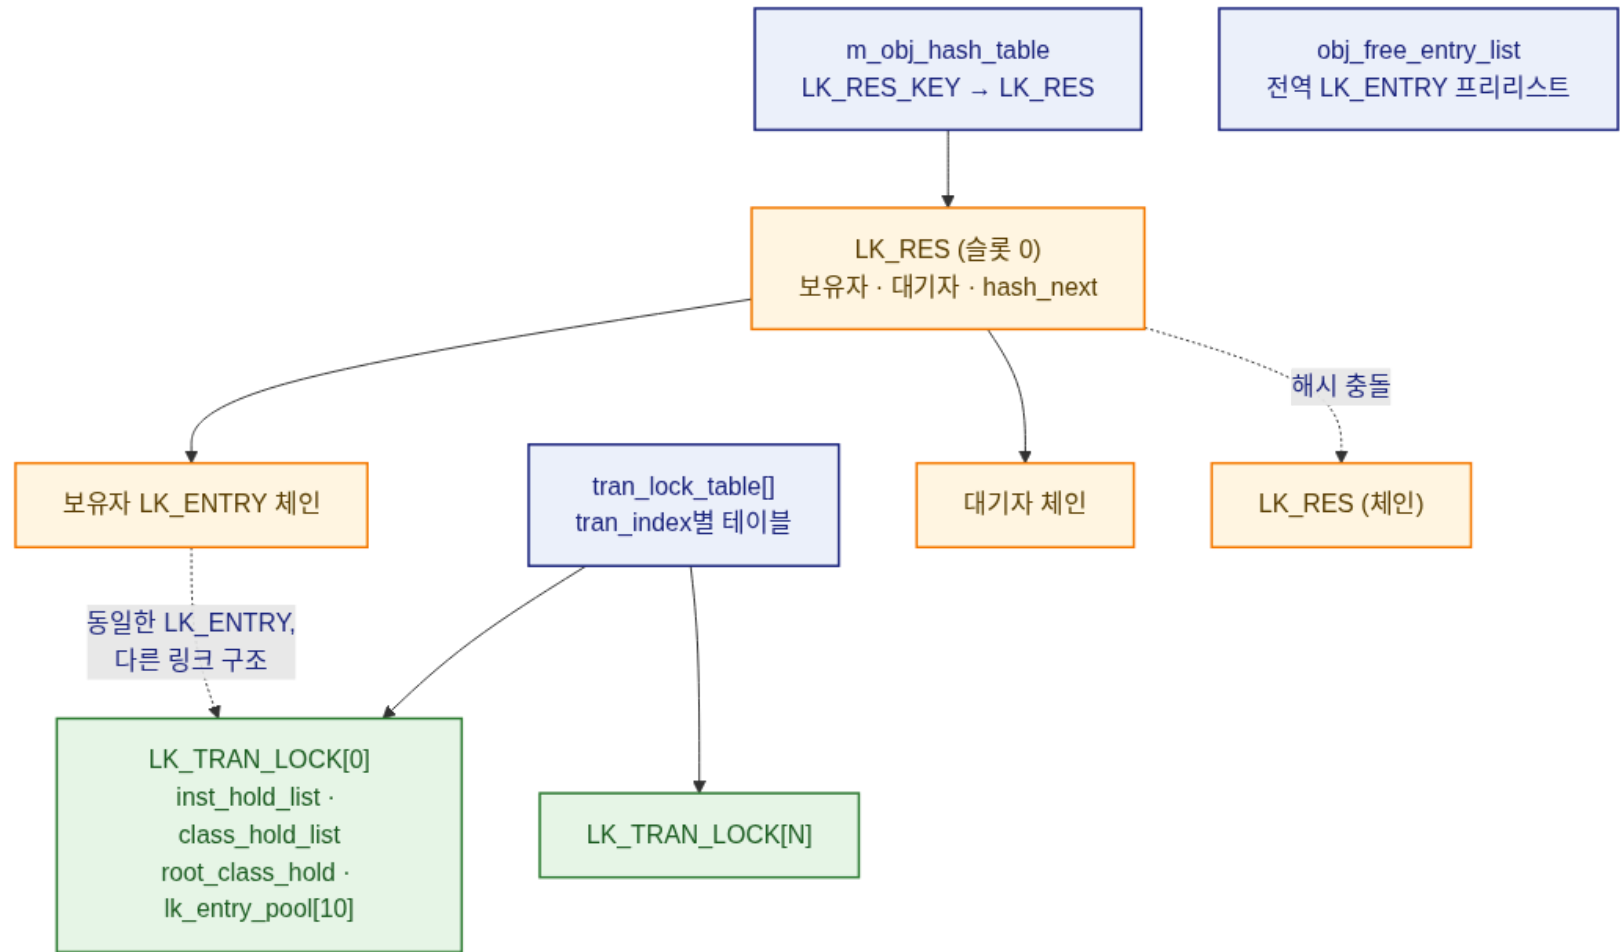 m_obj_hash_table
LK_RES_KEY → LK_RES
obj_free_entry_list
전역 LK_ENTRY 프리리스트
LK_RES (슬롯 0)
보유자 · 대기자 · hash_next
해시 충돌
보유자 LK_ENTRY 체인
tran_lock_table[]
tran_index별 테이블
대기자 체인
LK_RES (체인)
동일한 LK_ENTRY,
다른 링크 구조
LK_TRAN_LOCK[0]
inst_hold_list ·
class_hold_list
root_class_hold ·
lk_entry_pool[10]
LK_TRAN_LOCK[N]